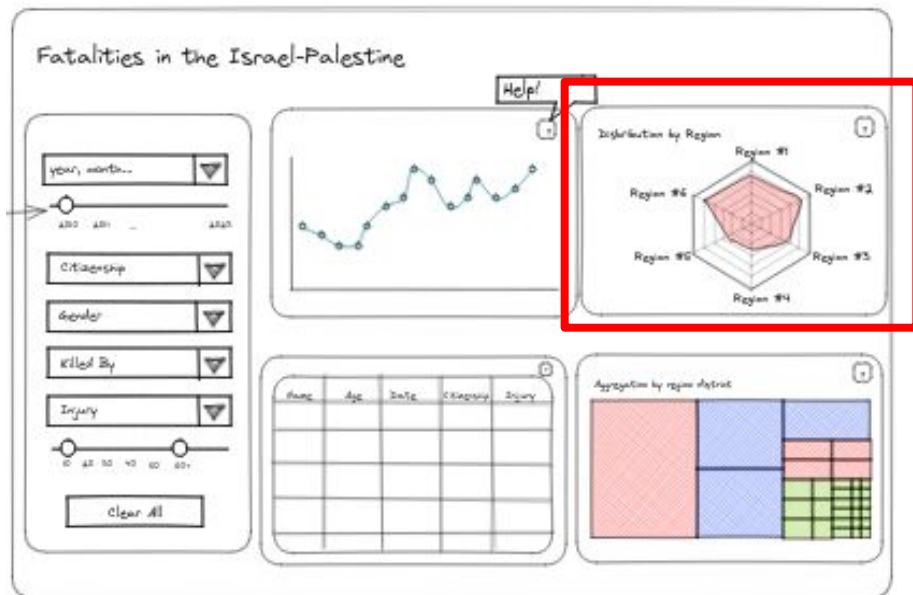 Fatalities in the Israel-Palestine
Help!
year, month...
Citizenship
Gender
Killed By
Injury
Clear All
?
Distribution by Region
?
Region #1
Region #2
Region #3
Region #4
Region #5
Region #6
Name Age Date Citizenship Injury
Aggregation by region district
?